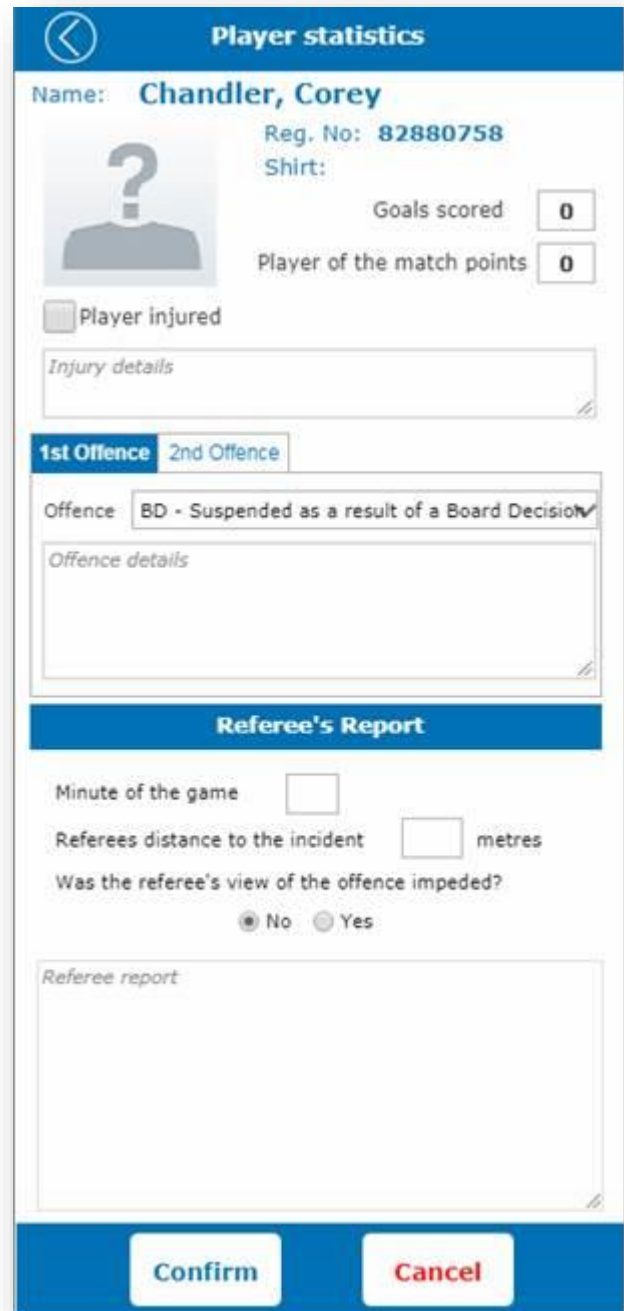 Player statistics
Name: Chandler, Corey
Reg. No: 82880758
Shirt:
Goals scored 0
Player of the match points 0
Player injured
Injury details
1st Offence 2nd Offence
Offence BD - Suspended as a result of a Board Decision
Offence details
Referee's Report
Minute of the game
Referees distance to the incident metres
Was the referee's view of the offence impeded?
No Yes
Referee report
Confirm Cancel